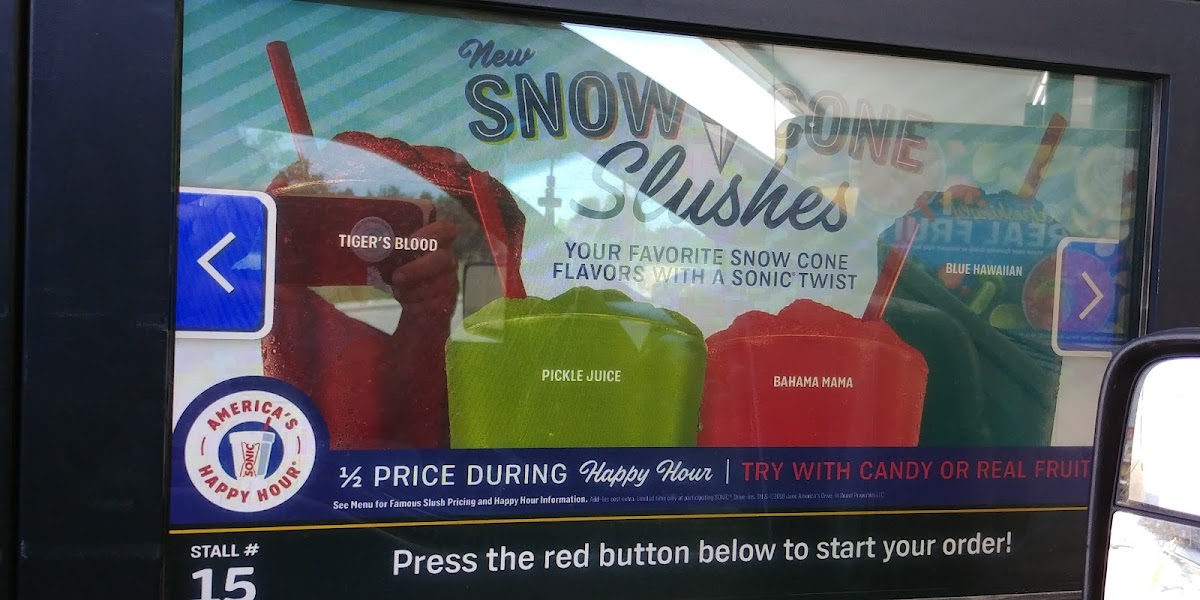 New
SNOW CONE
Slushes
YOUR FAVORITE SNOW CONE
FLAVORS WITH A SONIC® TWIST
TIGER'S BLOOD
PICKLE JUICE
BAHAMA MAMA
BLUE HAWAIIAN
REAL FRUIT
AMERICA'S
SONIC
HAPPY HOUR®
½ PRICE DURING Happy Hour | TRY WITH CANDY OR REAL FRUIT
See Menu for Famous Slush Pricing and Happy Hour Information.
STALL #
15
Press the red button below to start your order!